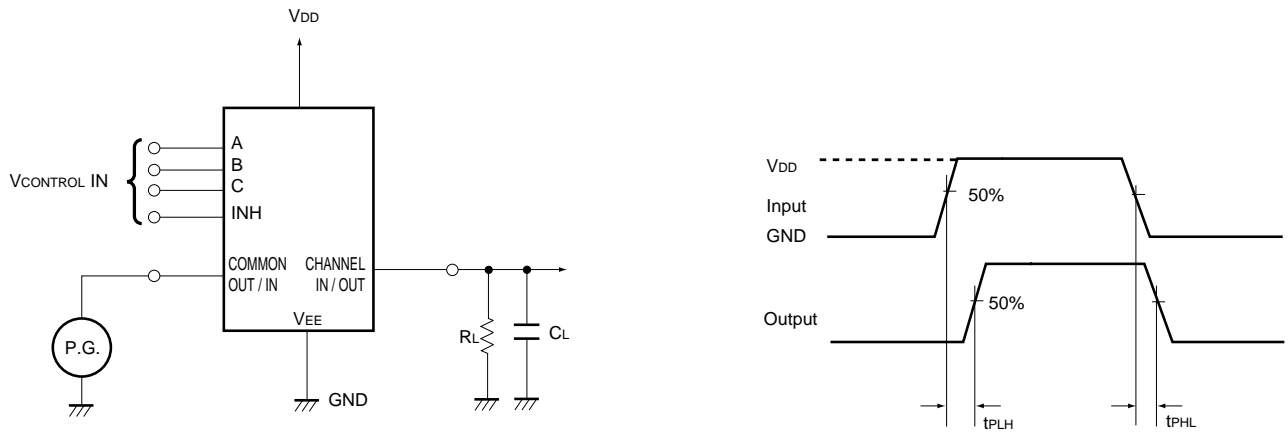 VDD
VCONTROL IN
A
B
C
INH
COMMON OUT / IN
CHANNEL IN / OUT
VEE
P.G.
GND
RL
CL
VDD
Input
GND
50%
Output
50%
tPLH
tPHL